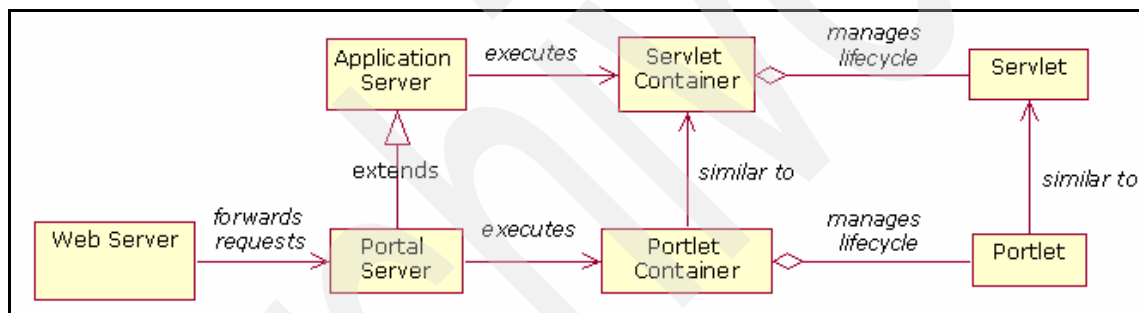 Application
Server
executes
Servlet
Container
manages
lifecycle
Servlet
extends
similar to
similar to
Web Server
forwards
requests
Portal
Server
executes
Portlet
Container
manages
lifecycle
Portlet